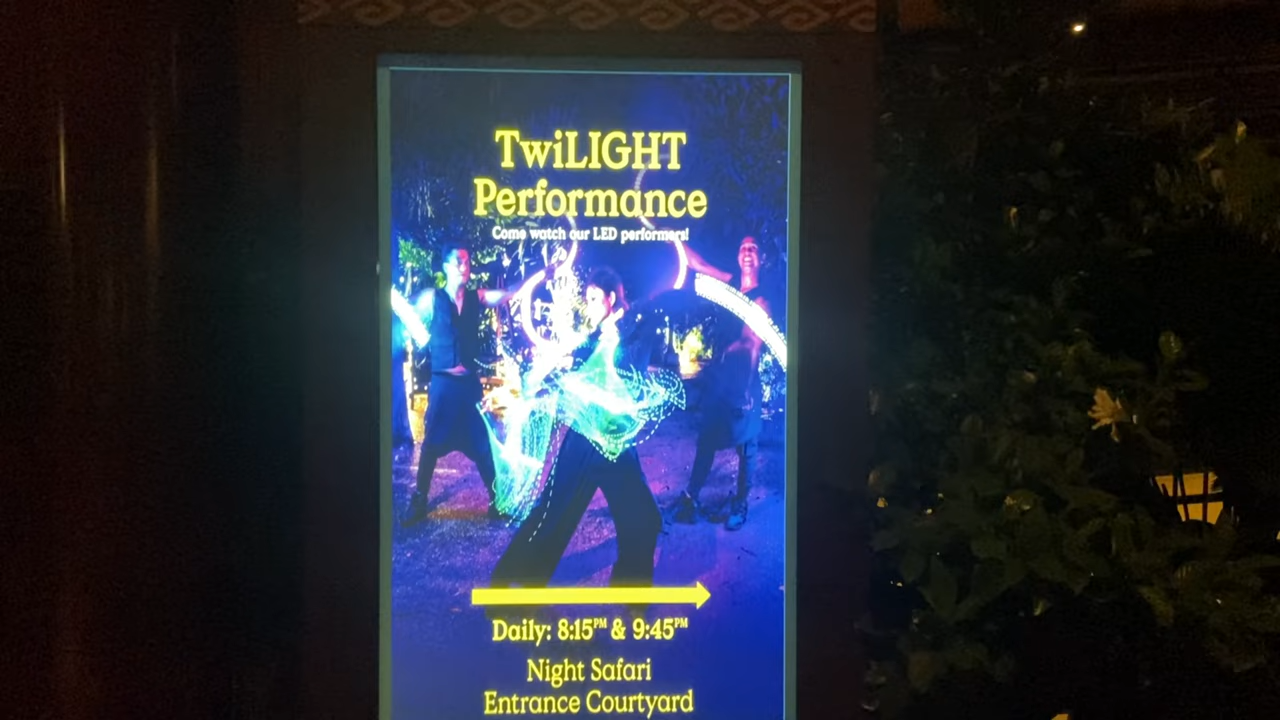 TwiLIGHT
Performance
Come watch our LED performers!
Daily: 8:15PM & 9:45PM
Night Safari
Entrance Courtyard